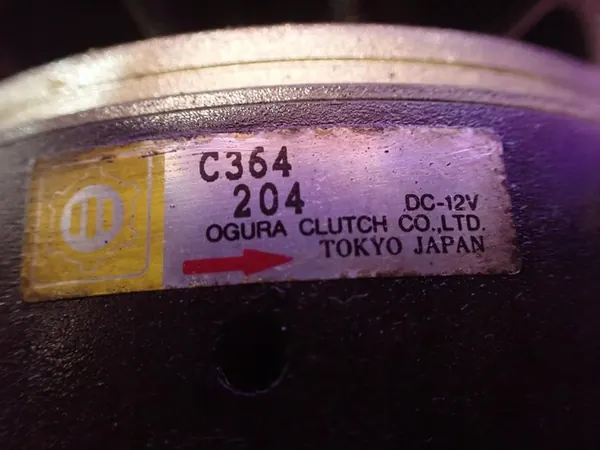 C364
204
DC-12V
OGURA CLUTCH CO.,LTD.
TOKYO JAPAN